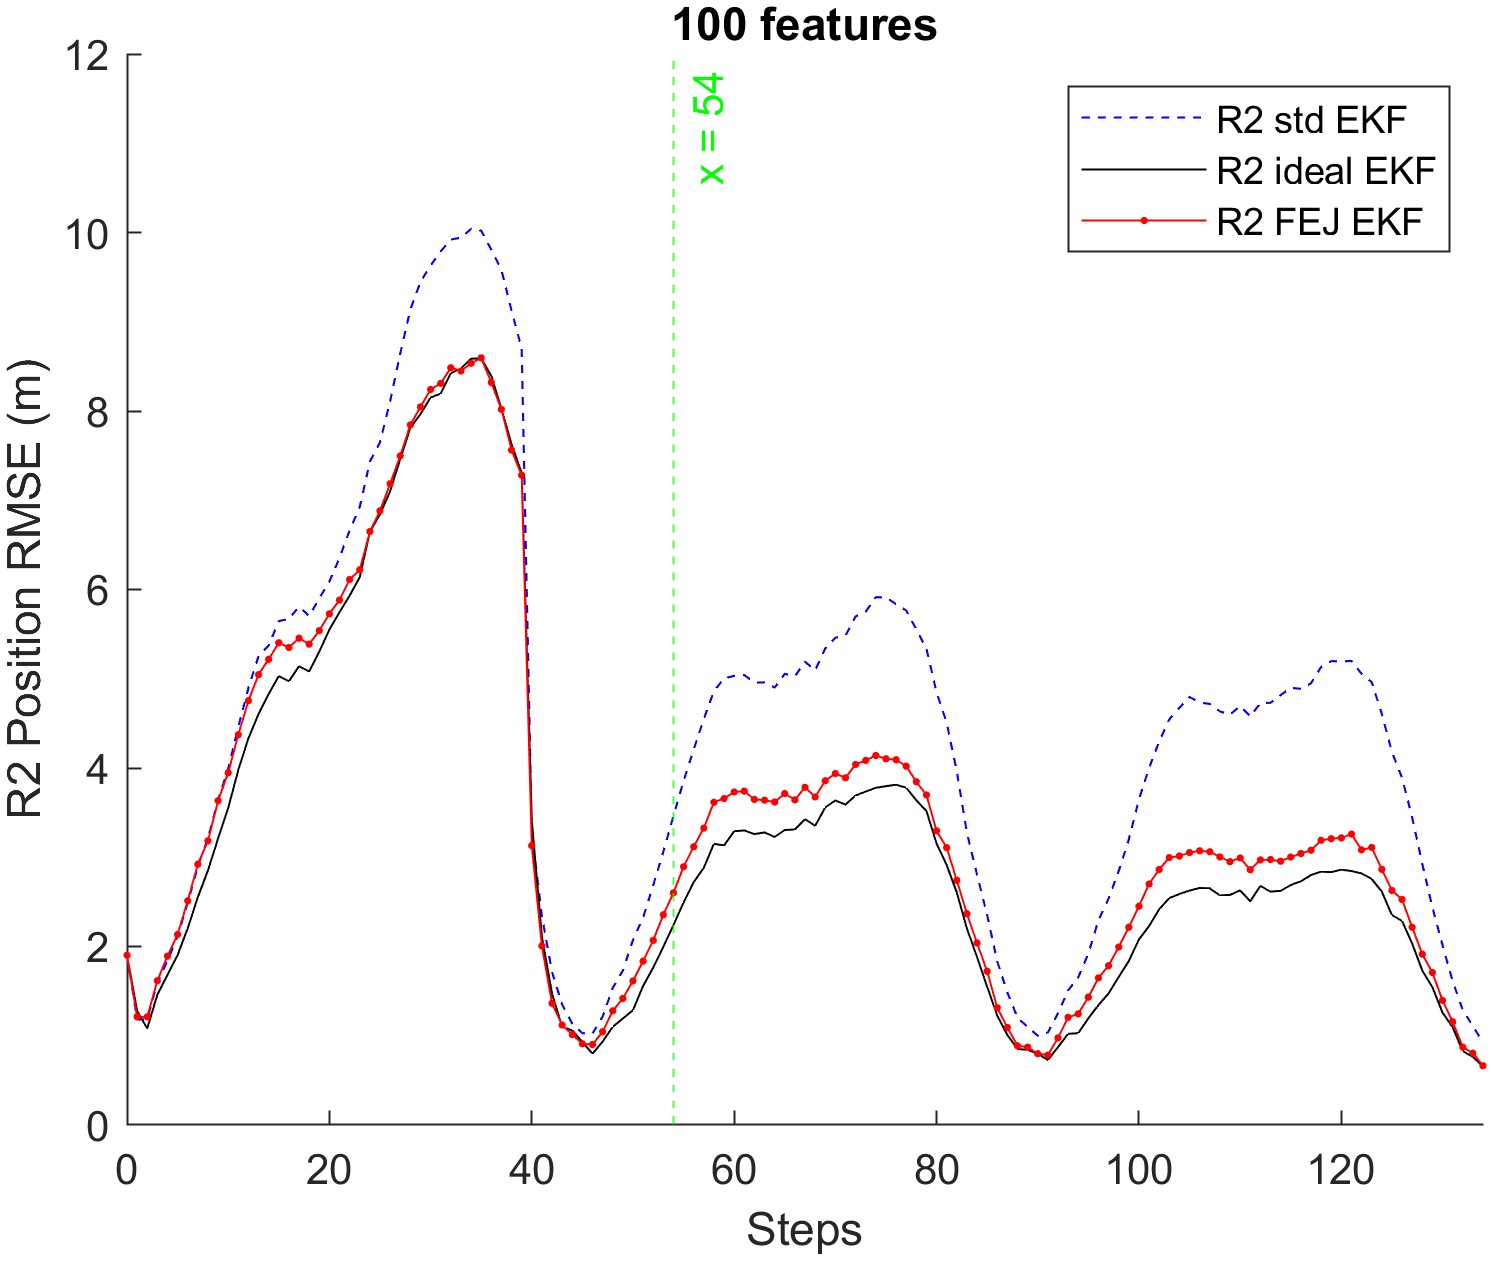 100 features
12
10
8
6
4
2
0
R2 Position RMSE (m)
x = 54
R2 std EKF
R2 ideal EKF
R2 FEJ EKF
0 20 40 60 80 100 120
Steps